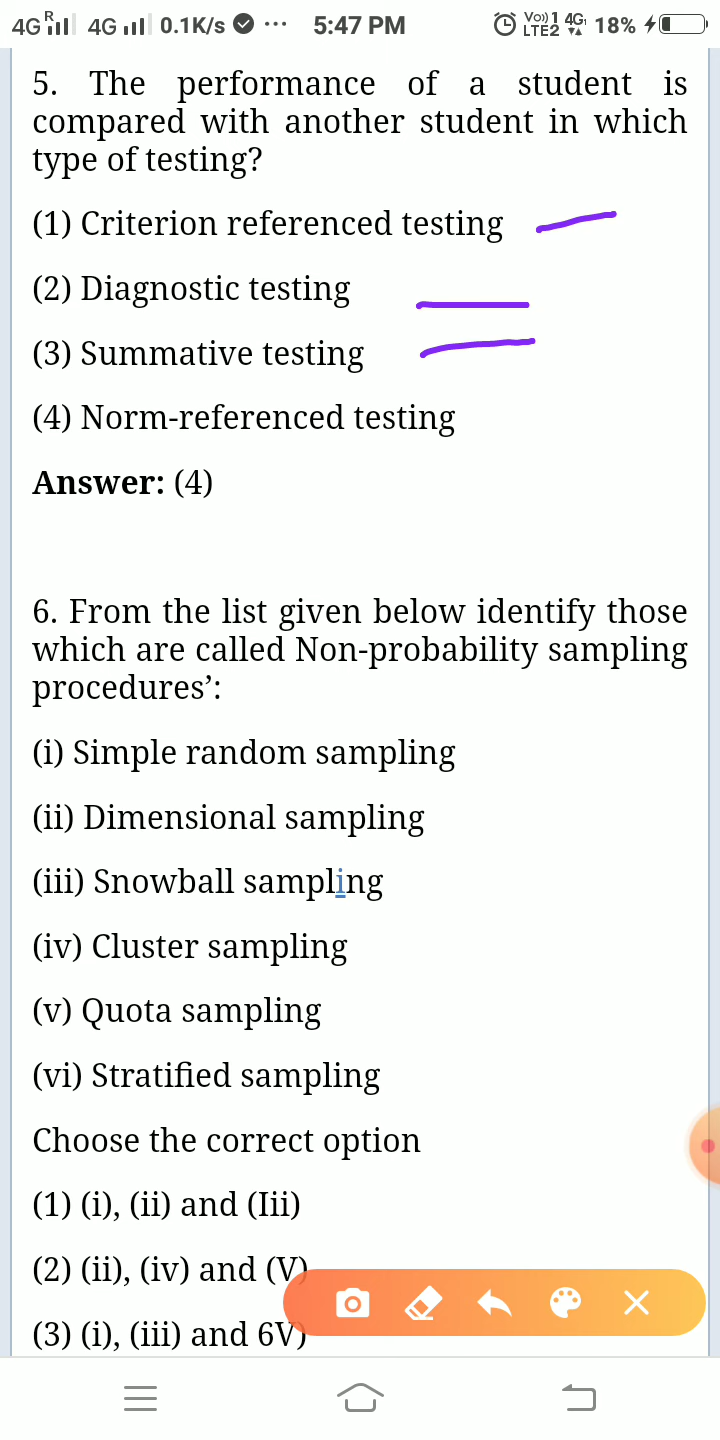 4G R 4G 0.1K/s ... 5:47 PM Vo)) 1 4G LTE2 18%
5. The performance of a student is
compared with another student in which
type of testing?
(1) Criterion referenced testing
(2) Diagnostic testing
(3) Summative testing
(4) Norm-referenced testing
Answer: (4)
6. From the list given below identify those
which are called Non-probability sampling
procedures’:
(i) Simple random sampling
(ii) Dimensional sampling
(iii) Snowball sampling
(iv) Cluster sampling
(v) Quota sampling
(vi) Stratified sampling
Choose the correct option
(1) (i), (ii) and (Iii)
(2) (ii), (iv) and (V)
(3) (i), (iii) and 6V)